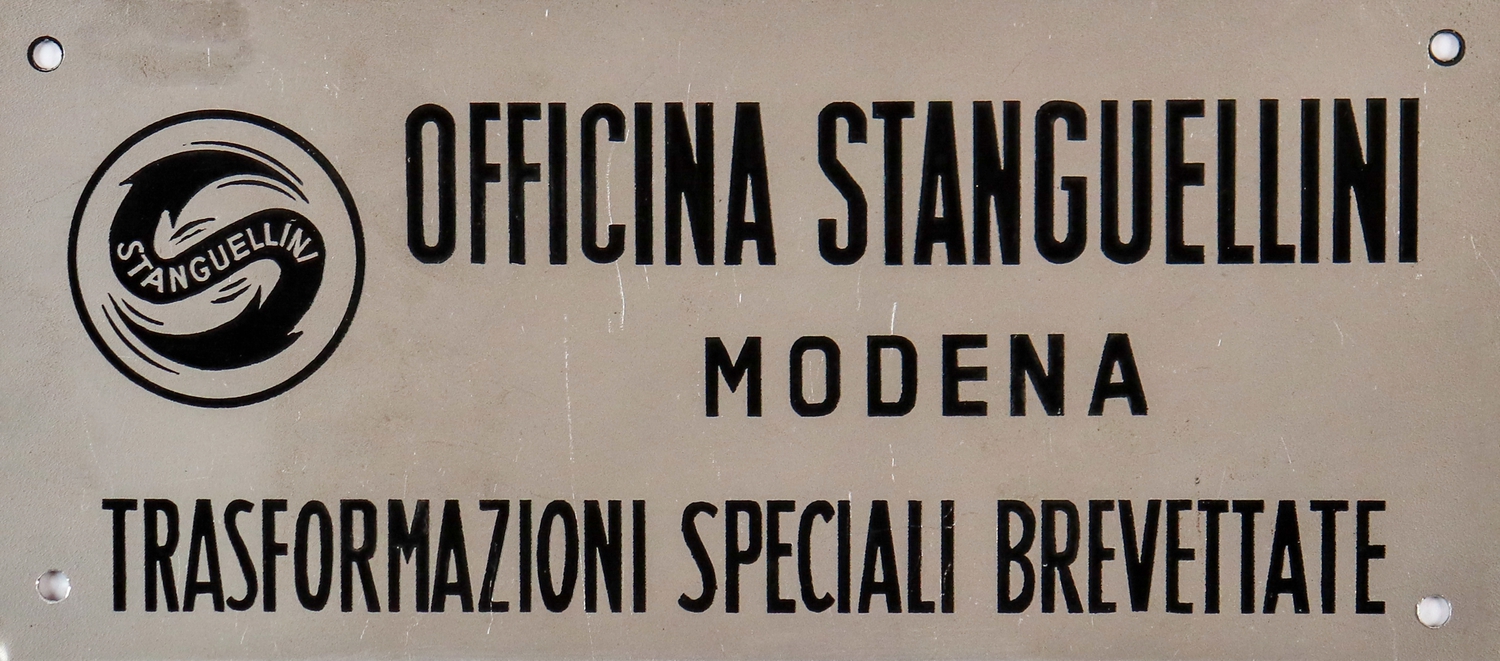 OFFICINA STANGUELLINI
STANGUELLINI
MODENA
TRASFORMAZIONI SPECIALI BREVETTATE